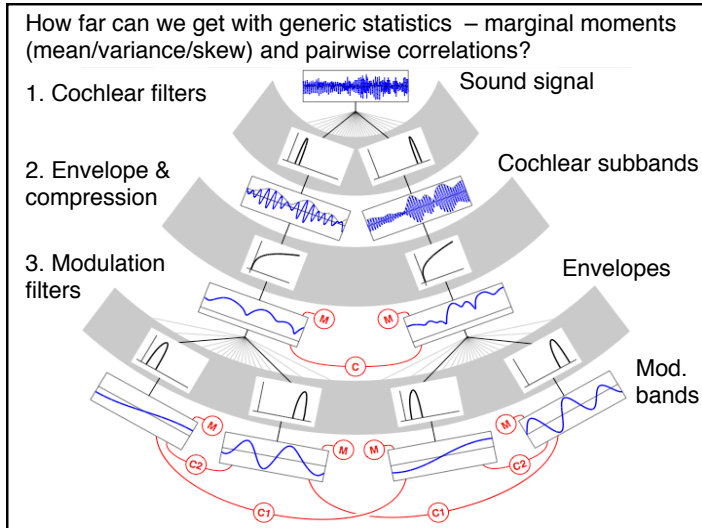 How far can we get with generic statistics – marginal moments
(mean/variance/skew) and pairwise correlations?
Sound signal
1. Cochlear filters
2. Envelope &
compression
Cochlear subbands
3. Modulation
filters
Envelopes
M
M
C
Mod.
bands
M
M
M
M
C2
C2
C1
C1